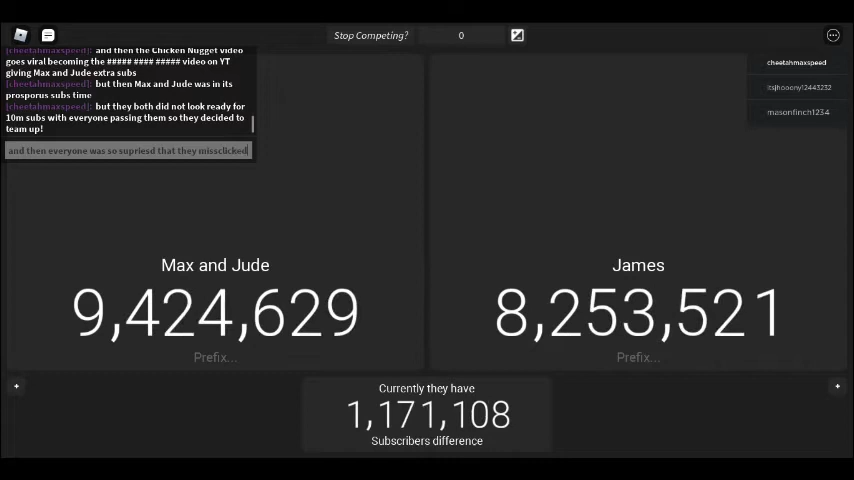 Stop Competing? 0
[cheetahmaxspeed]: and then the Chicken Nugget video
goes viral becoming the ##### #### ##### video on YT
giving Max and Jude extra subs
[cheetahmaxspeed]: but then Max and Jude was in its
prosporus subs time
[cheetahmaxspeed]: but they both did not look ready for
10m subs with everyone passing them so they decided to
team up!
and then everyone was so supriesd that they missclicked
cheetahmaxspeed
itsjhooony12443232
masonfinch1234
Max and Jude
9,424,629
Prefix...
James
8,253,521
Prefix...
+
+
Currently they have
1,171,108
Subscribers difference